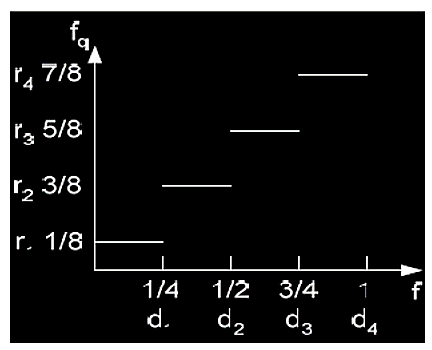 f_q
r_4 7/8
r_3 5/8
r_2 3/8
r 1/8
1/4 1/2 3/4 1 f
d d_2 d_3 d_4